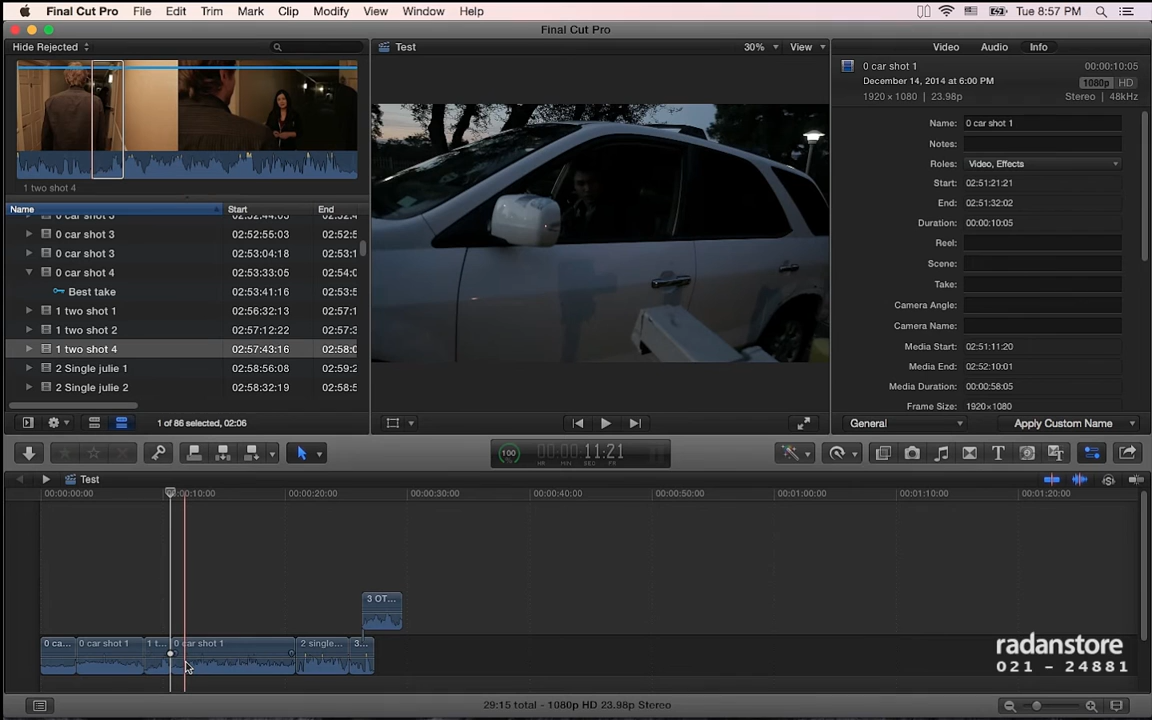 Final Cut Pro File Edit Trim Mark Clip Modify View Window Help Tue 8:57 PM
Final Cut Pro
Hide Rejected
Test 30% View
Video Audio Info
1 two shot 4
Name Start End
0 car shot 3 02:52:44:03 02:52:4
0 car shot 3 02:52:55:03 02:53:0
0 car shot 3 02:53:04:18 02:53:1
0 car shot 4 02:53:33:05 02:54:0
Best take 02:53:41:16 02:53:5
1 two shot 1 02:56:32:13 02:57:1
1 two shot 2 02:57:12:22 02:57:3
1 two shot 4 02:57:43:16 02:58:0
2 Single julie 1 02:58:56:08 02:59:2
2 Single julie 2 02:58:32:19 02:58:5
1 of 86 selected, 02:06
0 car shot 1 00:00:10:05
December 14, 2014 at 6:00 PM 1080p HD
1920 × 1080 | 23.98p Stereo | 48kHz
Name: 0 car shot 1
Notes:
Roles: Video, Effects
Start: 02:51:21:21
End: 02:51:32:02
Duration: 00:00:10:05
Reel:
Scene:
Take:
Camera Angle:
Camera Name:
Media Start: 02:51:11:20
Media End: 02:52:10:01
Media Duration: 00:00:58:05
Frame Size: 1920×1080
General Apply Custom Name
100 00:00:11:21
HR MIN SEC FR
T
Test
00:00:00:00 00:00:10:00 00:00:20:00 00:00:30:00 00:00:40:00 00:00:50:00 00:01:00:00 00:01:10:00 00:01:20:00
3 OT...
0 ca... 0 car shot 1 1 t... 0 car shot 1 2 single... 3...
radanstore
021 - 24881
29:15 total - 1080p HD 23.98p Stereo